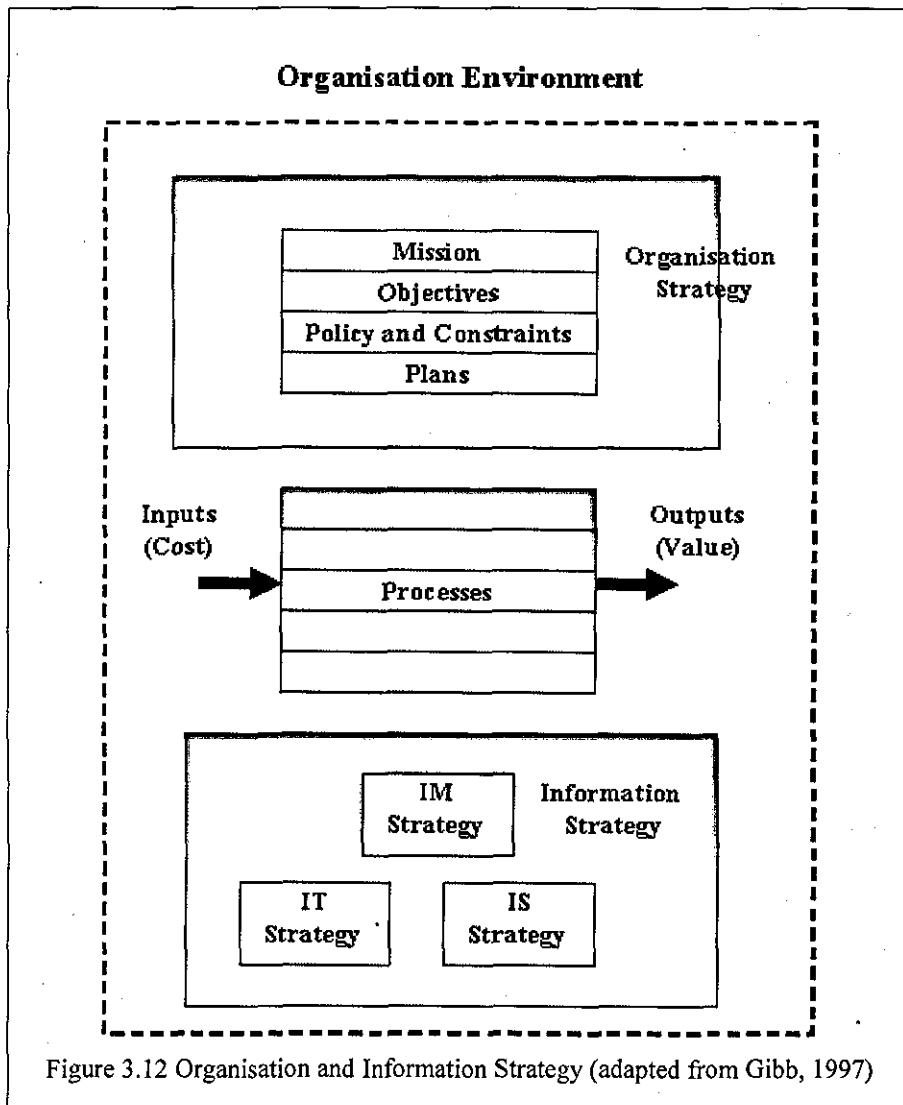 Organisation Environment
Mission
Organisation
Strategy
Objectives
Policy and Constraints
Plans
Inputs
(Cost)
Processes
Outputs
(Value)
IM
Strategy
Information
Strategy
IT
Strategy
IS
Strategy
Figure 3.12 Organisation and Information Strategy (adapted from Gibb, 1997)